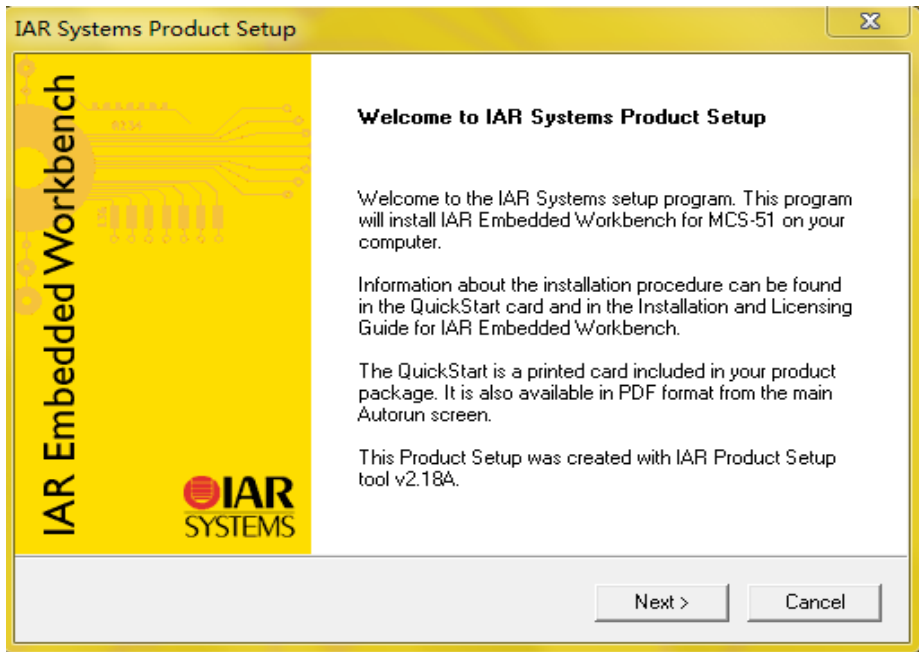 IAR Systems Product Setup
IAR Embedded Workbench
R234
IAR
SYSTEMS
Welcome to IAR Systems Product Setup
Welcome to the IAR Systems setup program. This program
will install IAR Embedded Workbench for MCS-51 on your
computer.
Information about the installation procedure can be found
in the QuickStart card and in the Installation and Licensing
Guide for IAR Embedded Workbench.
The QuickStart is a printed card included in your product
package. It is also available in PDF format from the main
Autorun screen.
This Product Setup was created with IAR Product Setup
tool v2.18A.
Next >
Cancel